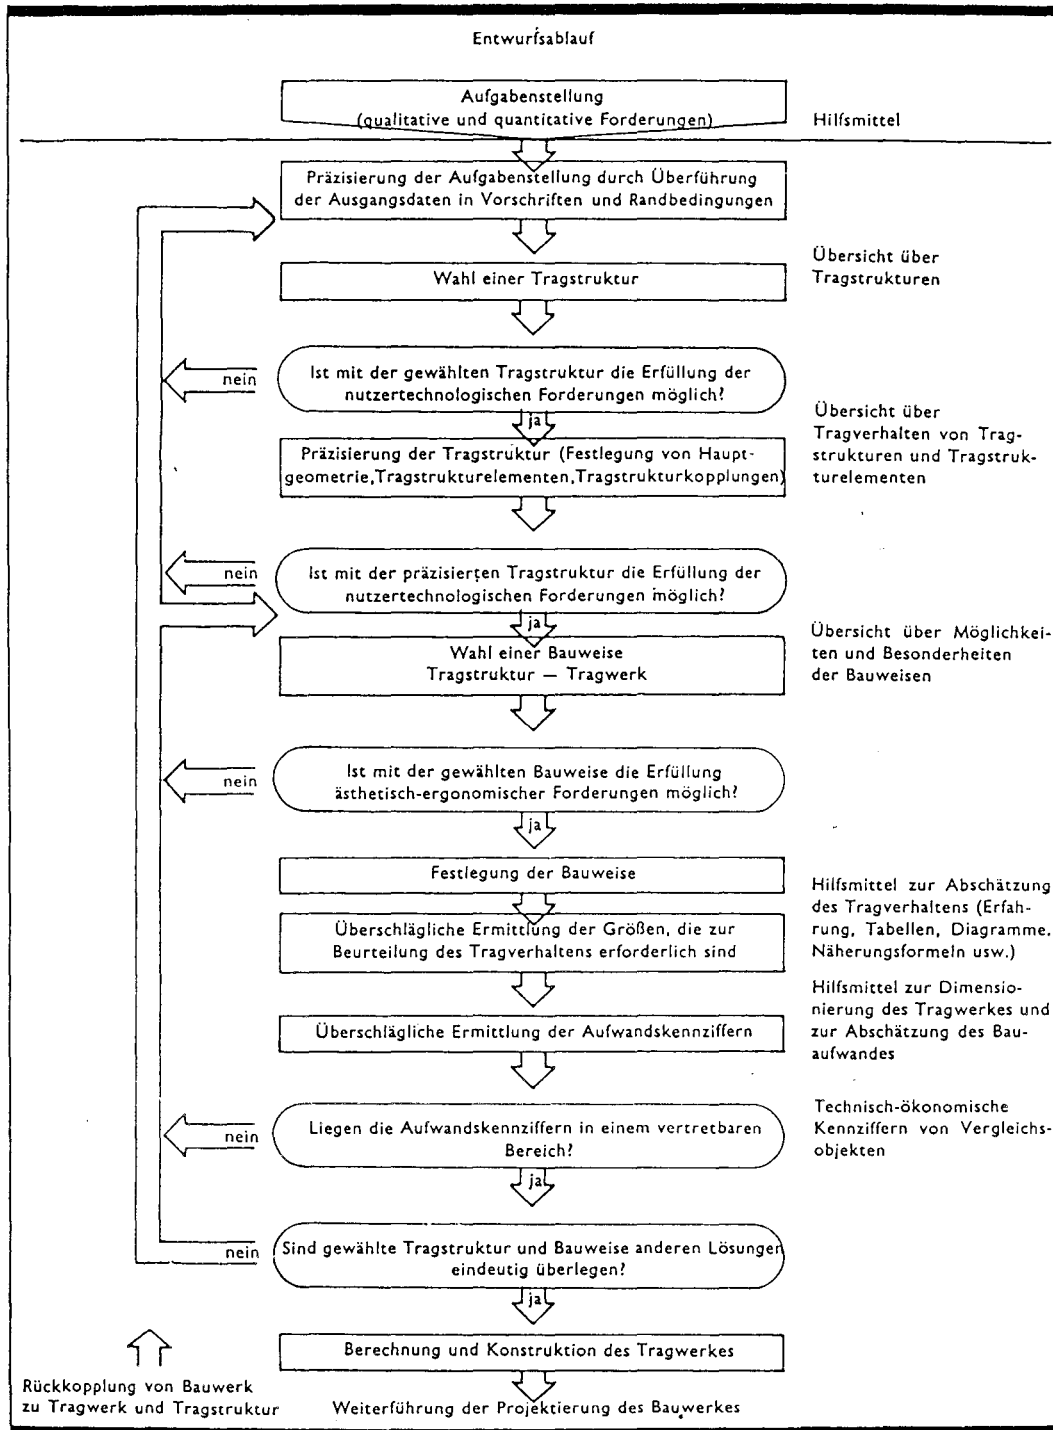 Entwurfsablauf
Aufgabenstellung
(qualitative und quantitative Forderungen)
Hilfsmittel
Präzisierung der Aufgabenstellung durch Überführung
der Ausgangsdaten in Vorschriften und Randbedingungen
Wahl einer Tragstruktur
Übersicht über
Tragstrukturen
nein
Ist mit der gewählten Tragstruktur die Erfüllung der
nutzertechnologischen Forderungen möglich?
ja
Übersicht über
Tragverhalten von Trag-
strukturen und Tragstruk-
turelementen
Präzisierung der Tragstruktur (Festlegung von Haupt-
geometrie,Tragstrukturelementen,Tragstrukturkopplungen)
nein
Ist mit der präzisierten Tragstruktur die Erfüllung der
nutzertechnologischen Forderungen möglich?
ja
Wahl einer Bauweise
Tragstruktur — Tragwerk
Übersicht über Möglichkei-
ten und Besonderheiten
der Bauweisen
nein
Ist mit der gewählten Bauweise die Erfüllung
ästhetisch-ergonomischer Forderungen möglich?
ja
Festlegung der Bauweise
Überschlägliche Ermittlung der Größen, die zur
Beurteilung des Tragverhaltens erforderlich sind
Hilfsmittel zur Abschätzung
des Tragverhaltens (Erfah-
rung, Tabellen, Diagramme,
Näherungsformeln usw.)
Überschlägliche Ermittlung der Aufwandskennziffern
Hilfsmittel zur Dimensio-
nierung des Tragwerkes und
zur Abschätzung des Bau-
aufwandes
nein
Liegen die Aufwandskennziffern in einem vertretbaren
Bereich?
ja
Technisch-ökonomische
Kennziffern von Vergleichs-
objekten
nein
Sind gewählte Tragstruktur und Bauweise anderen Lösungen
eindeutig überlegen?
ja
Berechnung und Konstruktion des Tragwerkes
Rückkopplung von Bauwerk
zu Tragwerk und Tragstruktur
Weiterführung der Projektierung des Bauwerkes